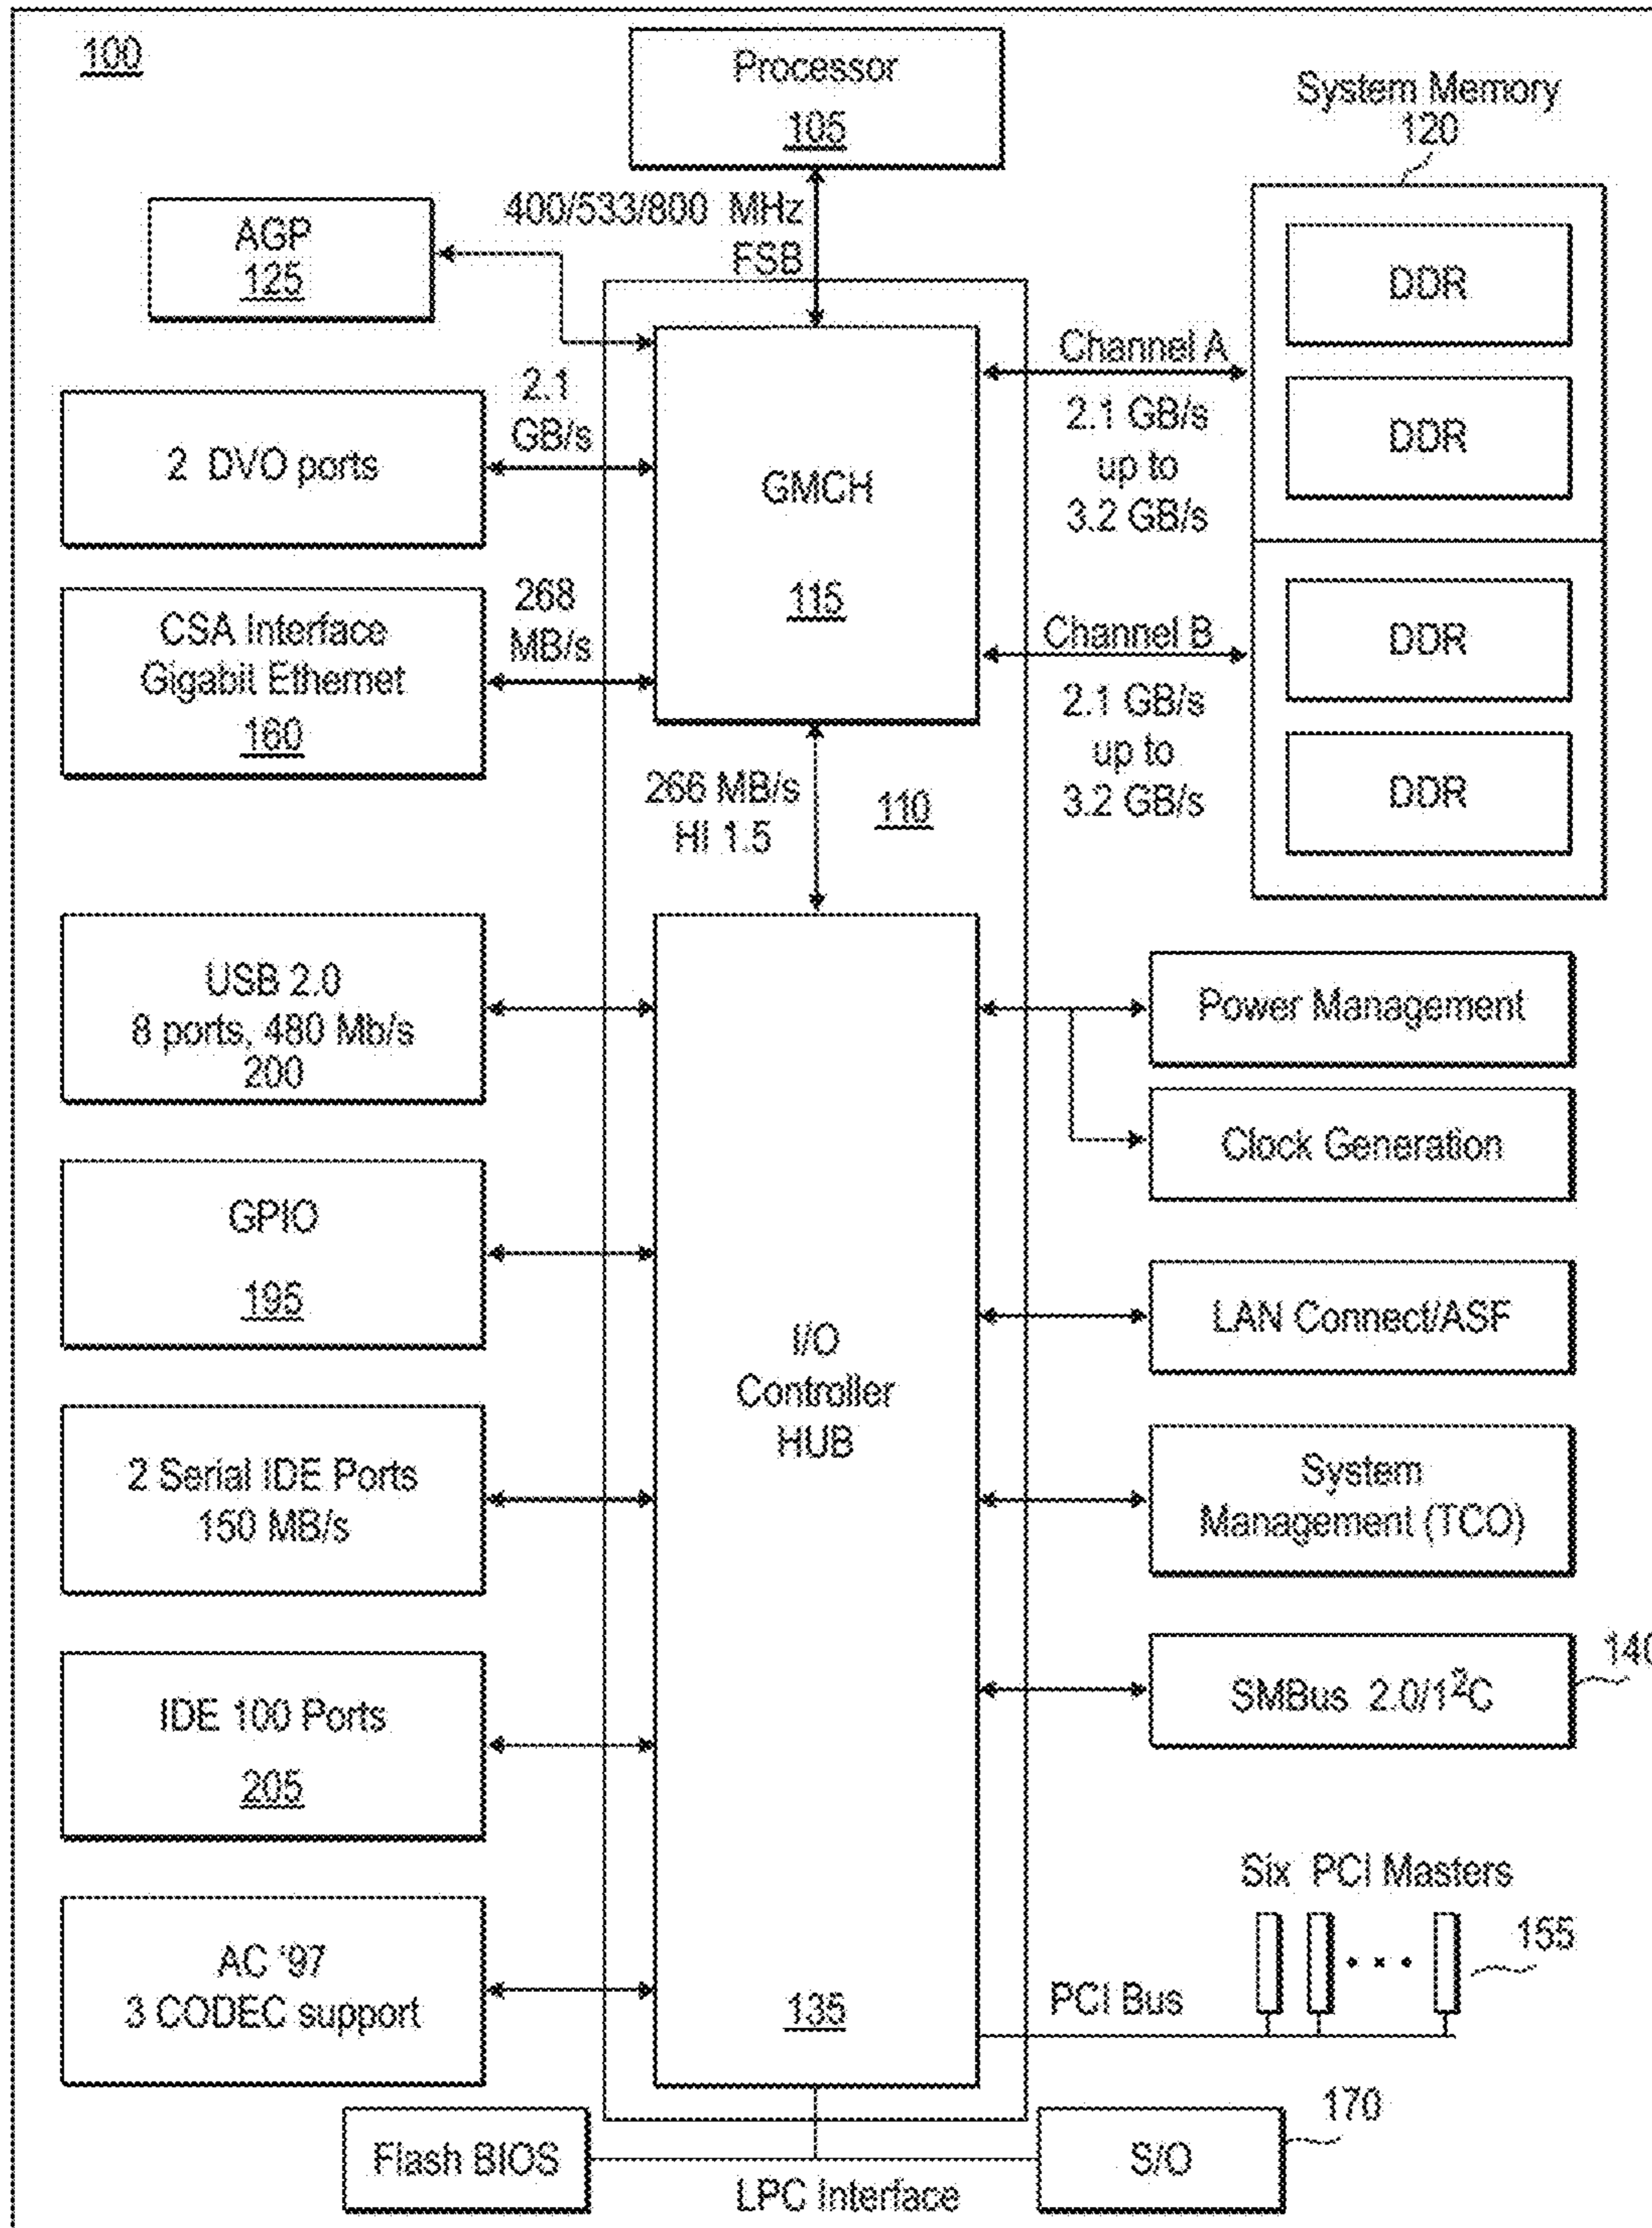 100
Processor
105
System Memory
120
400/533/800 MHz
FSB
AGP
125
DDR
DDR
DDR
DDR
2.1
GB/s
2 DVO ports
GMCH
115
Channel A
2.1 GB/s
up to
3.2 GB/s
268
MB/s
CSA Interface
Gigabit Ethernet
160
Channel B
2.1 GB/s
up to
3.2 GB/s
266 MB/s
HI 1.5
110
USB 2.0
8 ports, 480 Mb/s
200
Power Management
Clock Generation
GPIO
195
LAN Connect/ASF
I/O
Controller
HUB
135
2 Serial IDE Ports
150 MB/s
System
Management (TCO)
IDE 100 Ports
205
SMBus 2.0/1²C
140
Six PCI Masters
155
PCI Bus
AC ‘97
3 CODEC support
Flash BIOS
LPC Interface
S/O
170